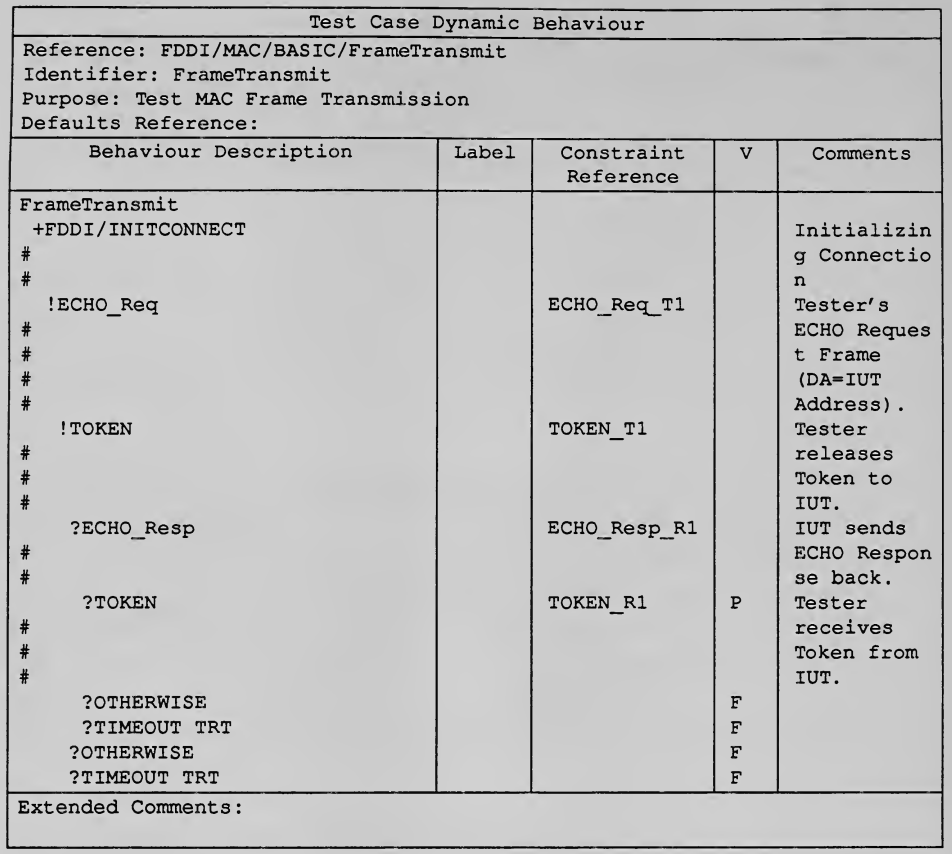 Test Case Dynamic Behaviour
Reference: FDDI/MAC/BASIC/FrameTransmit
Identifier: FrameTransmit
Purpose: Test MAC Frame Transmission
Defaults Reference:
Behaviour Description Label Constraint V Comments
Reference
FrameTransmit
+FDDI/INITCONNECT Initializin
# g Connectio
# n
!ECHO_Req ECHO_Req_T1 Tester's
# ECHO Reques
# t Frame
# (DA=IUT
# Address).
!TOKEN TOKEN_T1 Tester
# releases
# Token to
# IUT.
?ECHO_Resp ECHO_Resp_R1 IUT sends
# ECHO Respon
# se back.
?TOKEN TOKEN_R1 P Tester
# receives
# Token from
# IUT.
?OTHERWISE F
?TIMEOUT TRT F
?OTHERWISE F
?TIMEOUT TRT F
Extended Comments: